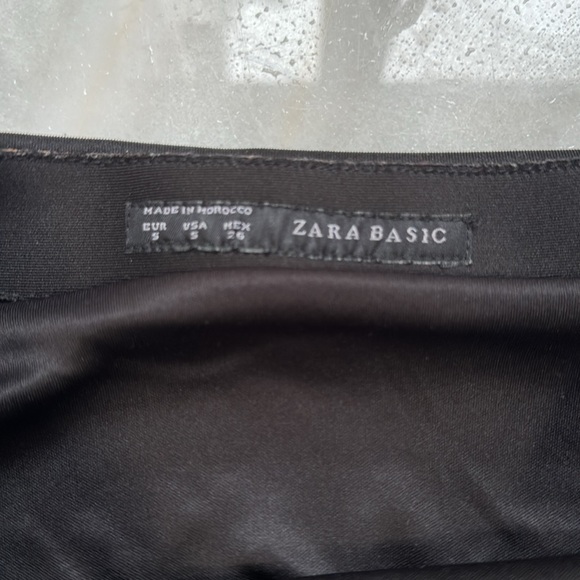 MADE IN MOROCCO
EUR USA MEX
S S 26
ZARA BASIC